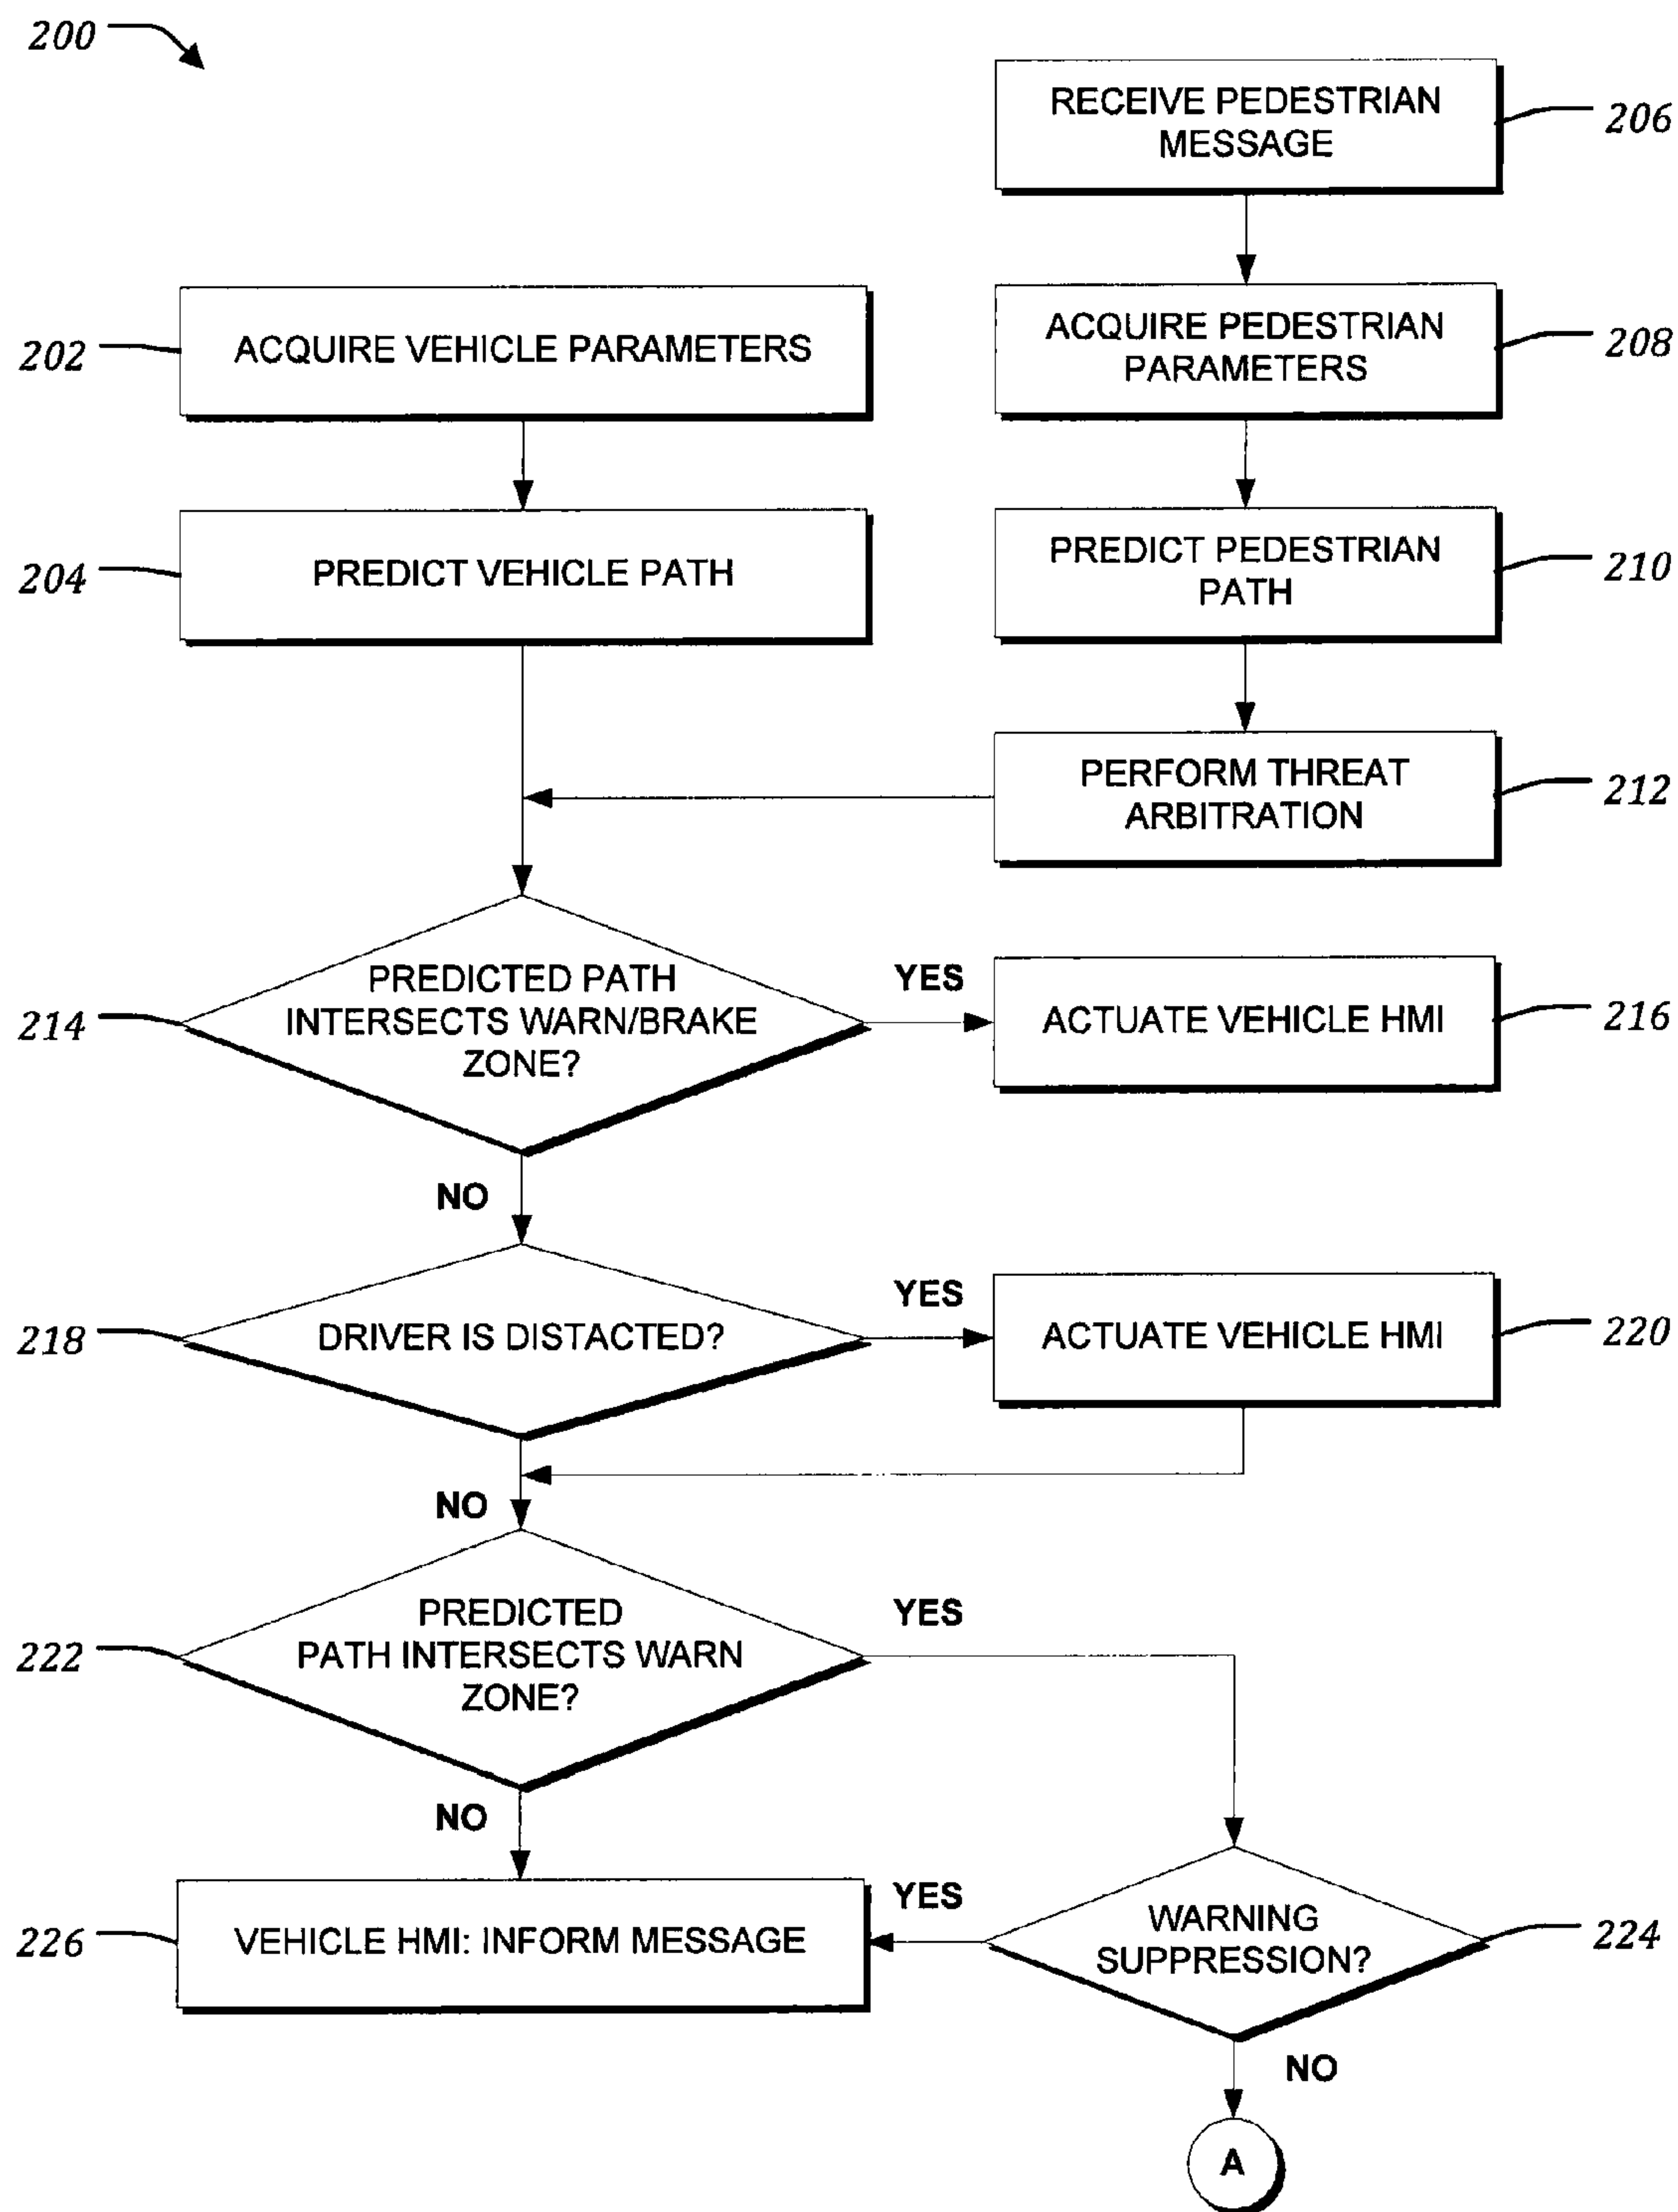 200
RECEIVE PEDESTRIAN
MESSAGE
206
202
ACQUIRE VEHICLE PARAMETERS
ACQUIRE PEDESTRIAN
PARAMETERS
208
204
PREDICT VEHICLE PATH
PREDICT PEDESTRIAN
PATH
210
PERFORM THREAT
ARBITRATION
212
214
PREDICTED PATH
INTERSECTS WARN/BRAKE
ZONE?
YES
ACTUATE VEHICLE HMI
216
NO
218
DRIVER IS DISTACTED?
YES
ACTUATE VEHICLE HMI
220
NO
222
PREDICTED
PATH INTERSECTS WARN
ZONE?
YES
NO
226
VEHICLE HMI: INFORM MESSAGE
YES
WARNING
SUPPRESSION?
224
NO
A